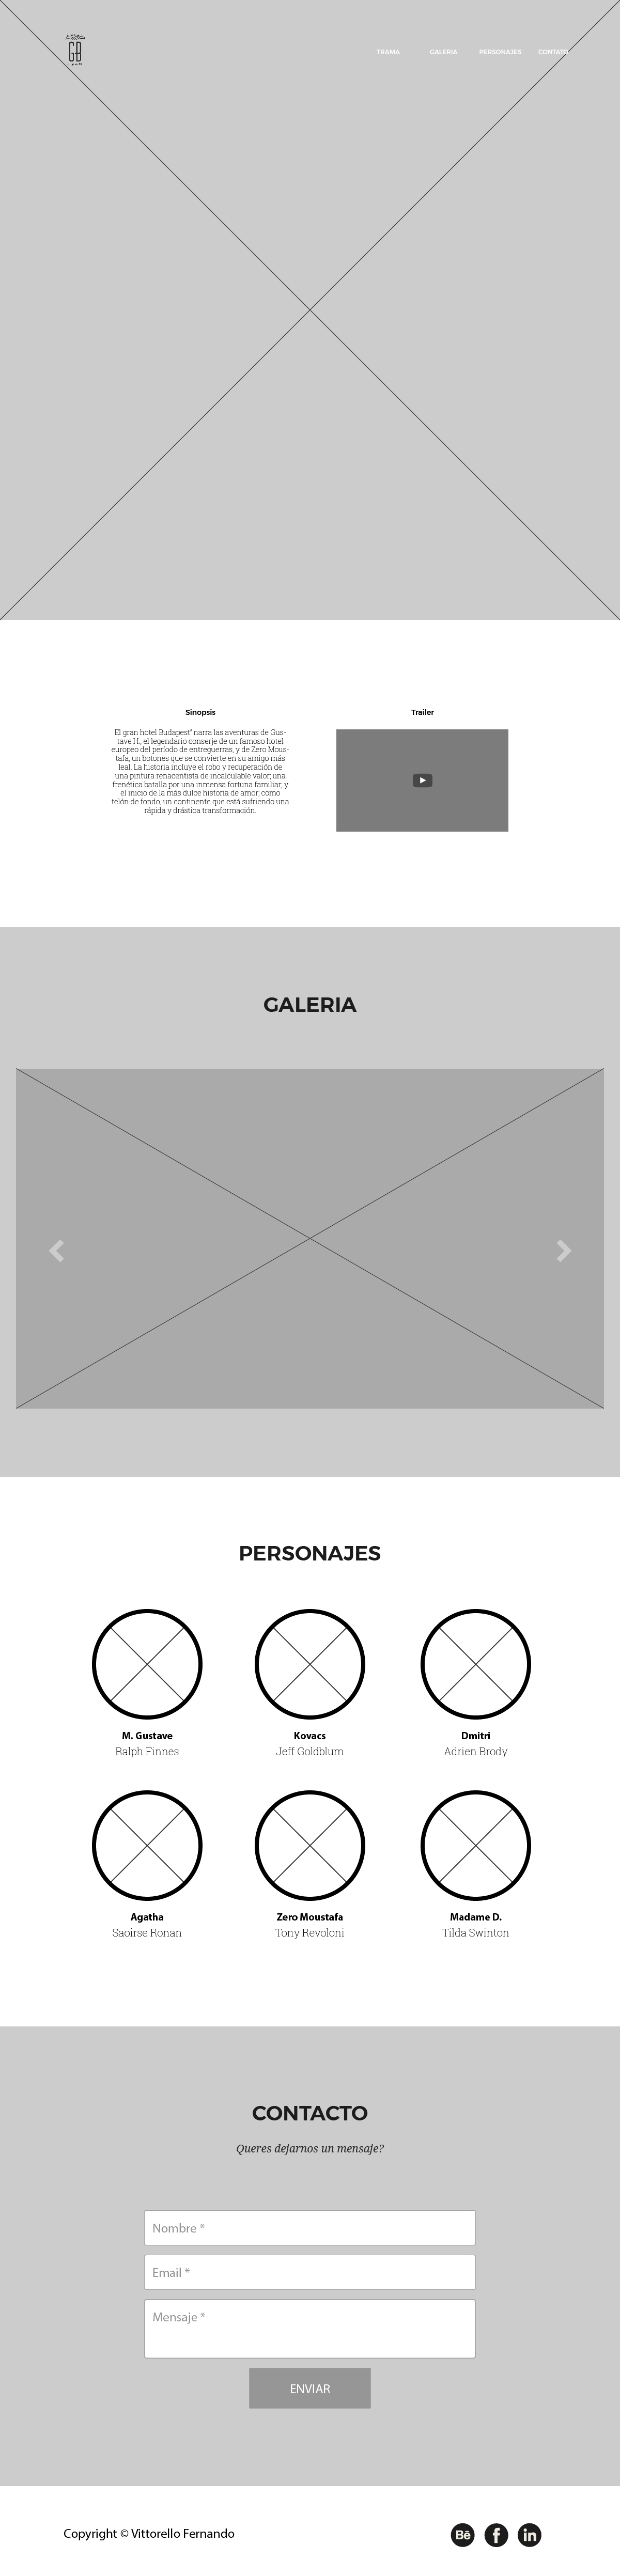 GB
TRAMA GALERIA PERSONAJES CONTATO
Sinopsis
El gran hotel Budapest” narra las aventuras de Gus-
tave H., el legendario conserje de un famoso hotel
europeo del período de entreguerras, y de Zero Mous-
tafa, un botones que se convierte en su amigo más
leal. La historia incluye el robo y recuperación de
una pintura renacentista de incalculable valor; una
frenética batalla por una inmensa fortuna familiar; y
el inicio de la más dulce historia de amor; como
telón de fondo, un continente que está sufriendo una
rápida y drástica transformación.
Trailer
GALERIA
PERSONAJES
M. Gustave
Ralph Finnes
Kovacs
Jeff Goldblum
Dmitri
Adrien Brody
Agatha
Saoirse Ronan
Zero Moustafa
Tony Revoloni
Madame D.
Tilda Swinton
CONTACTO
Queres dejarnos un mensaje?
Nombre *
Email *
Mensaje *
ENVIAR
Copyright © Vittorello Fernando
Bē f in